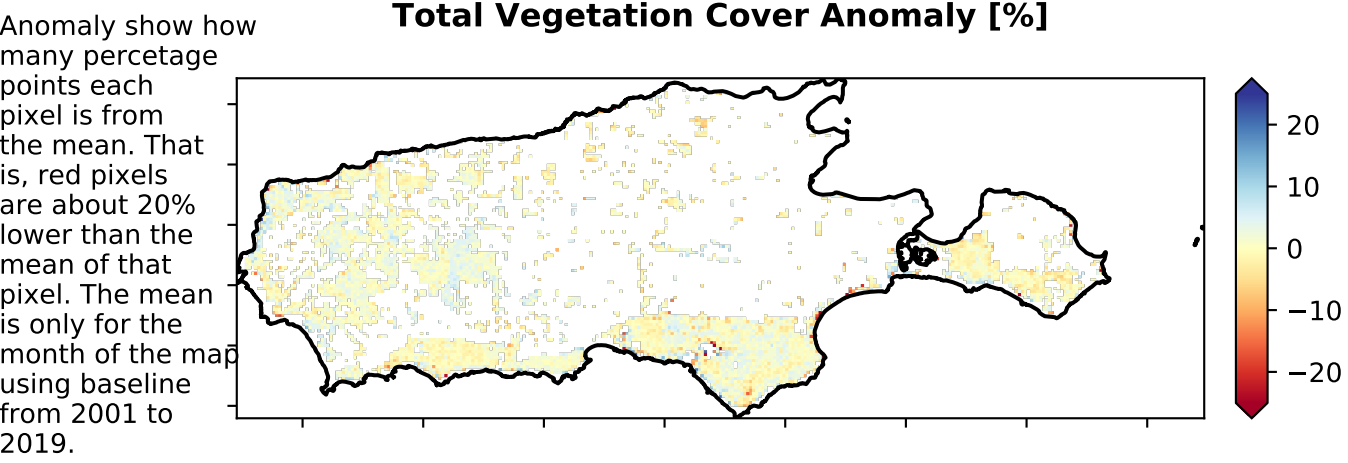 Total Vegetation Cover Anomaly [%]
Anomaly show how
many percetage
points each
pixel is from
the mean. That
is, red pixels
are about 20%
lower than the
mean of that
pixel. The mean
is only for the
month of the map
using baseline
from 2001 to
2019.
20
10
0
−10
−20